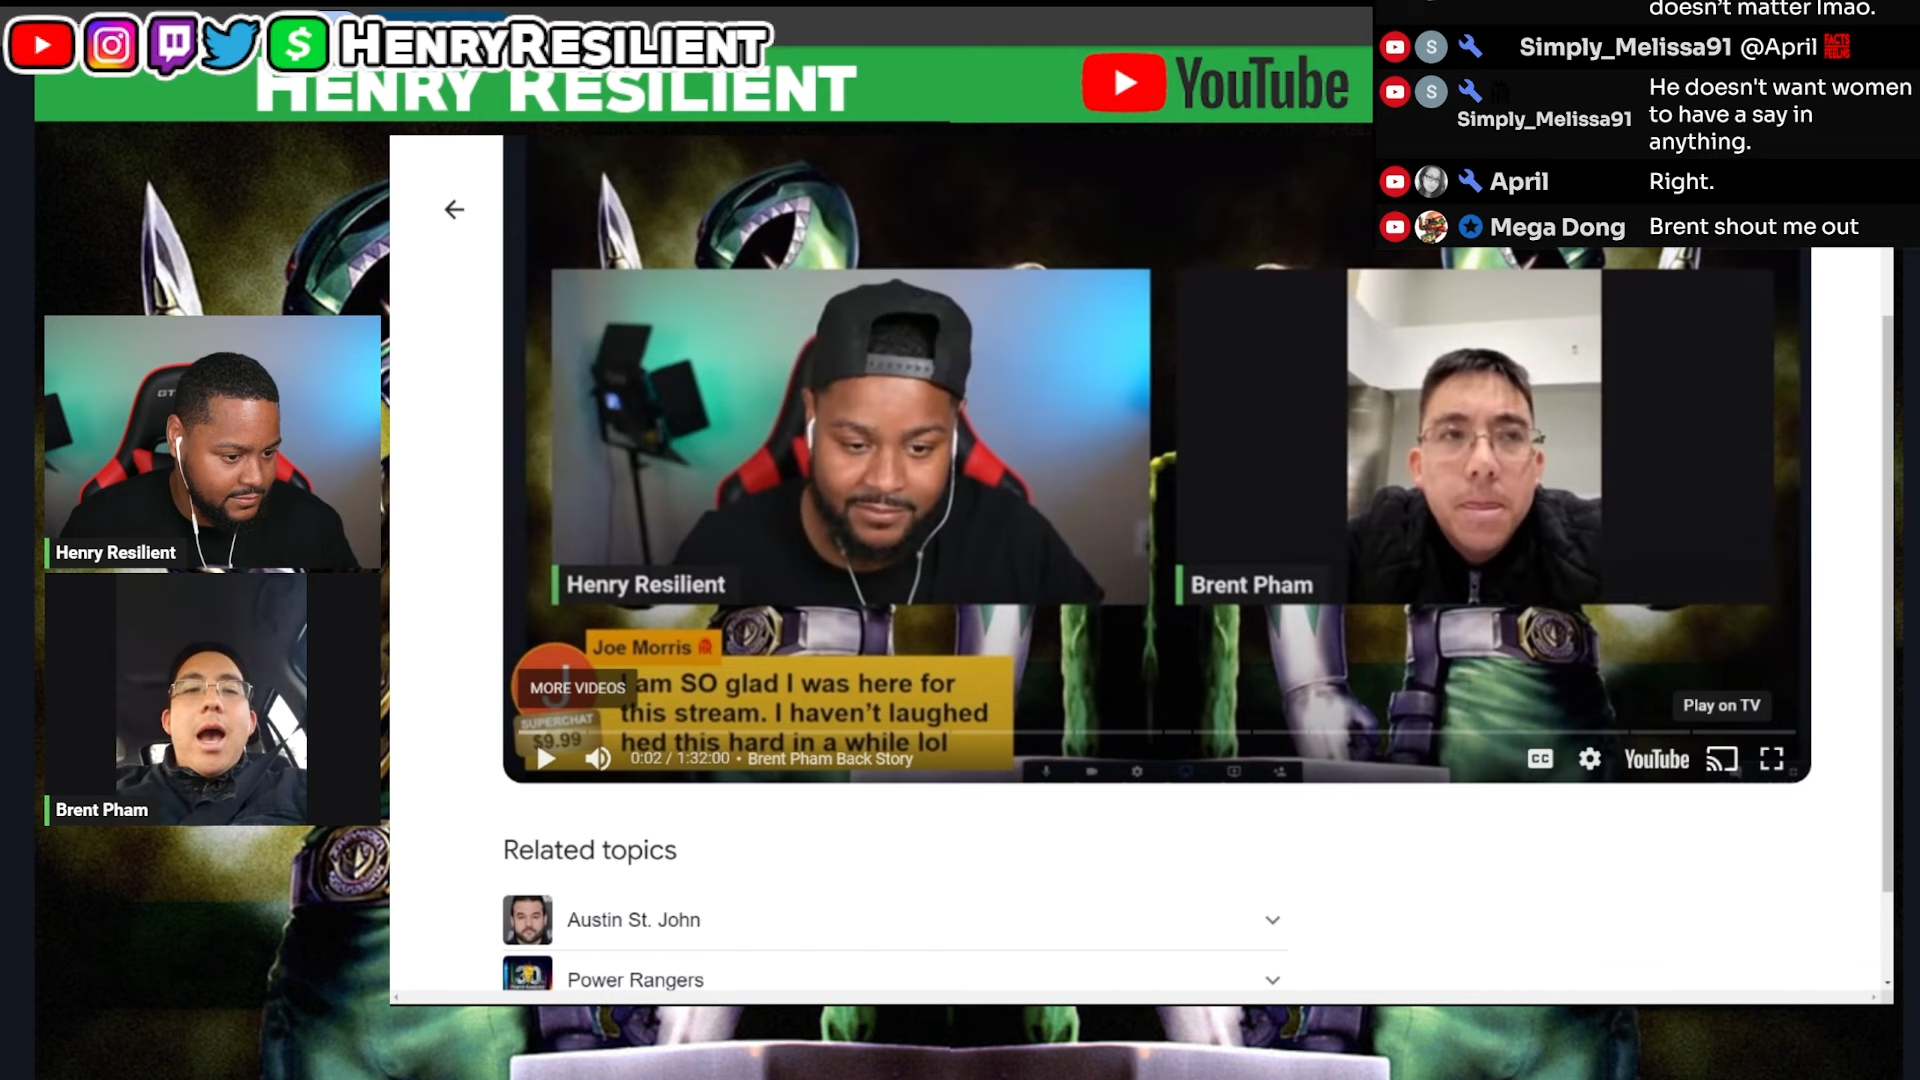 HENRYRESILIENT
HENRY RESILIENT
YouTube
doesn't matter lmao.
Simply_Melissa91 @April FACTS
He doesn't want women
Simply_Melissa91 to have a say in
anything.
April Right.
Mega Dong Brent shout me out
GT
Henry Resilient
Brent Pham
Henry Resilient
Brent Pham
Joe Morris
MORE VIDEOS
am SO glad I was here for
this stream. I haven't laughed
SUPERCHAT
$9.99
hed this hard in a while lol
0:02 / 1:32:00 • Brent Pham Back Story
Play on TV
CC
YouTube
Related topics
Austin St. John
30
Power Rangers